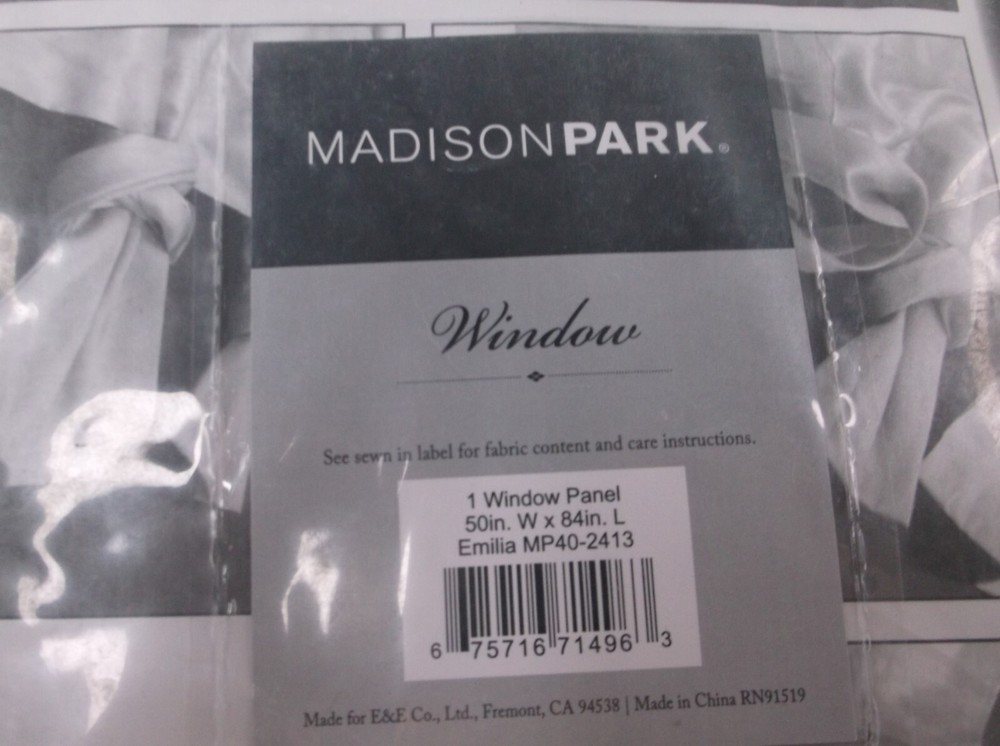 MADISONPARK®
Window
See sewn in label for fabric content and care instructions.
1 Window Panel
50in. W x 84in. L
Emilia MP40-2413
6 75716 71496 3
Made for E&E Co., Ltd., Fremont, CA 94538 | Made in China RN91519